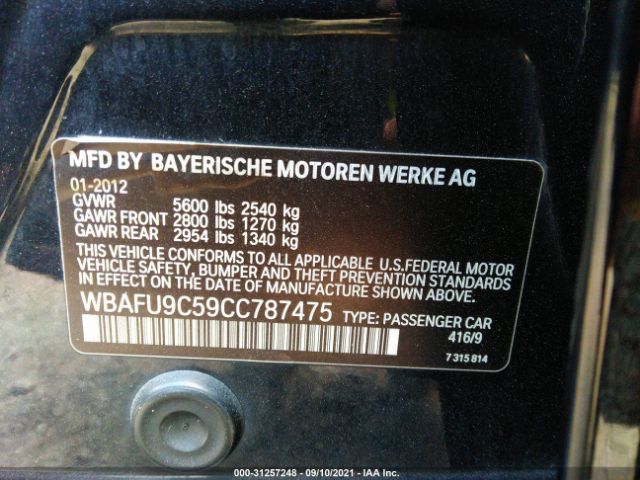 MFD BY BAYERISCHE MOTOREN WERKE AG
01-2012
GVWR 5600 lbs 2540 kg
GAWR FRONT 2800 lbs 1270 kg
GAWR REAR 2954 lbs 1340 kg
THIS VEHICLE CONFORMS TO ALL APPLICABLE U.S.FEDERAL MOTOR
VEHICLE SAFETY, BUMPER AND THEFT PREVENTION STANDARDS
IN EFFECT ON THE DATE OF MANUFACTURE SHOWN ABOVE.
WBAFU9C59CC787475 TYPE: PASSENGER CAR
416/9
7 315 814
000-31257248 - 09/10/2021 - IAA Inc.